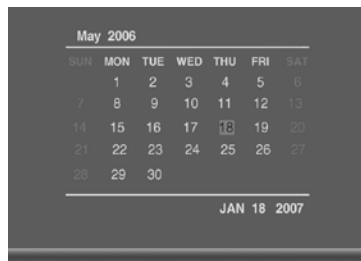 May 2006
SUN MON TUE WED THU FRI SAT
1 2 3 4 5 6
7 8 9 10 11 12 13
14 15 16 17 18 19 20
21 22 23 24 25 26 27
28 29 30
JAN 18 2007